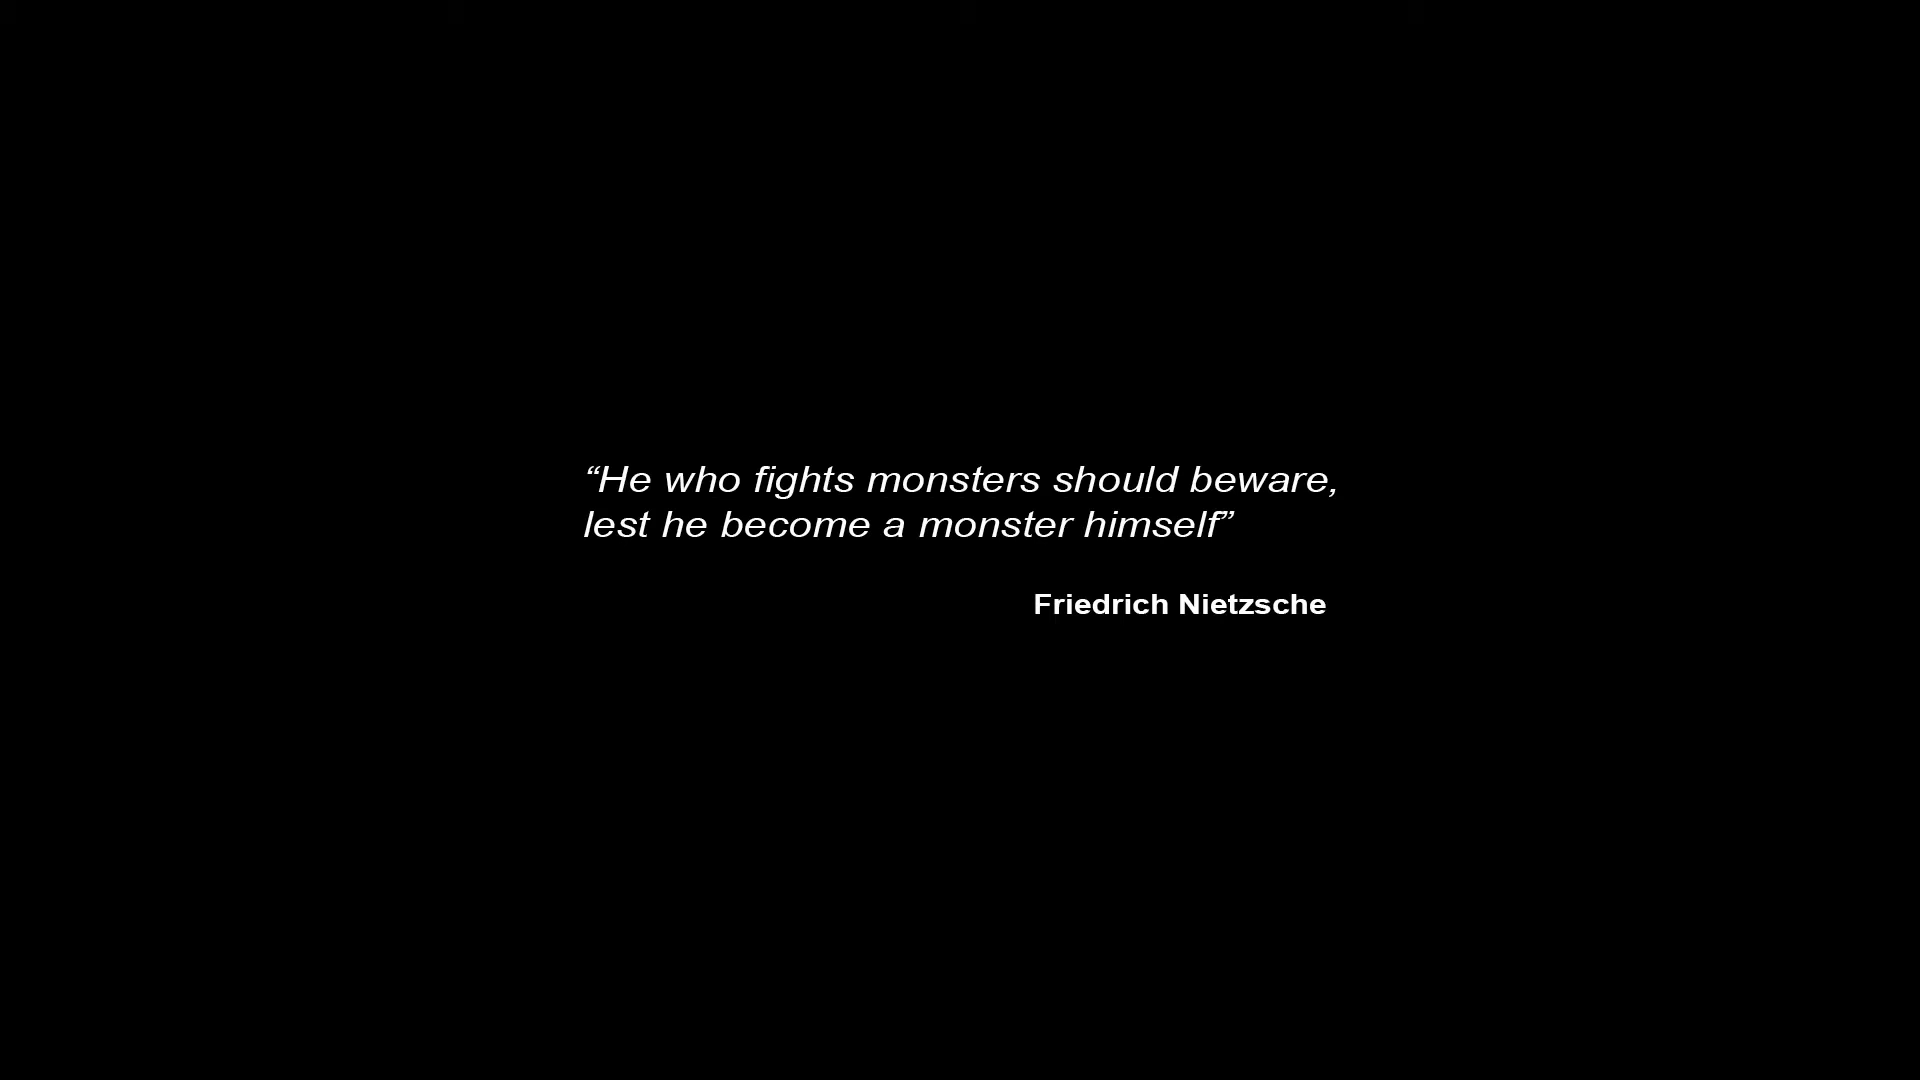 “He who fights monsters should beware,
lest he become a monster himself”
Friedrich Nietzsche